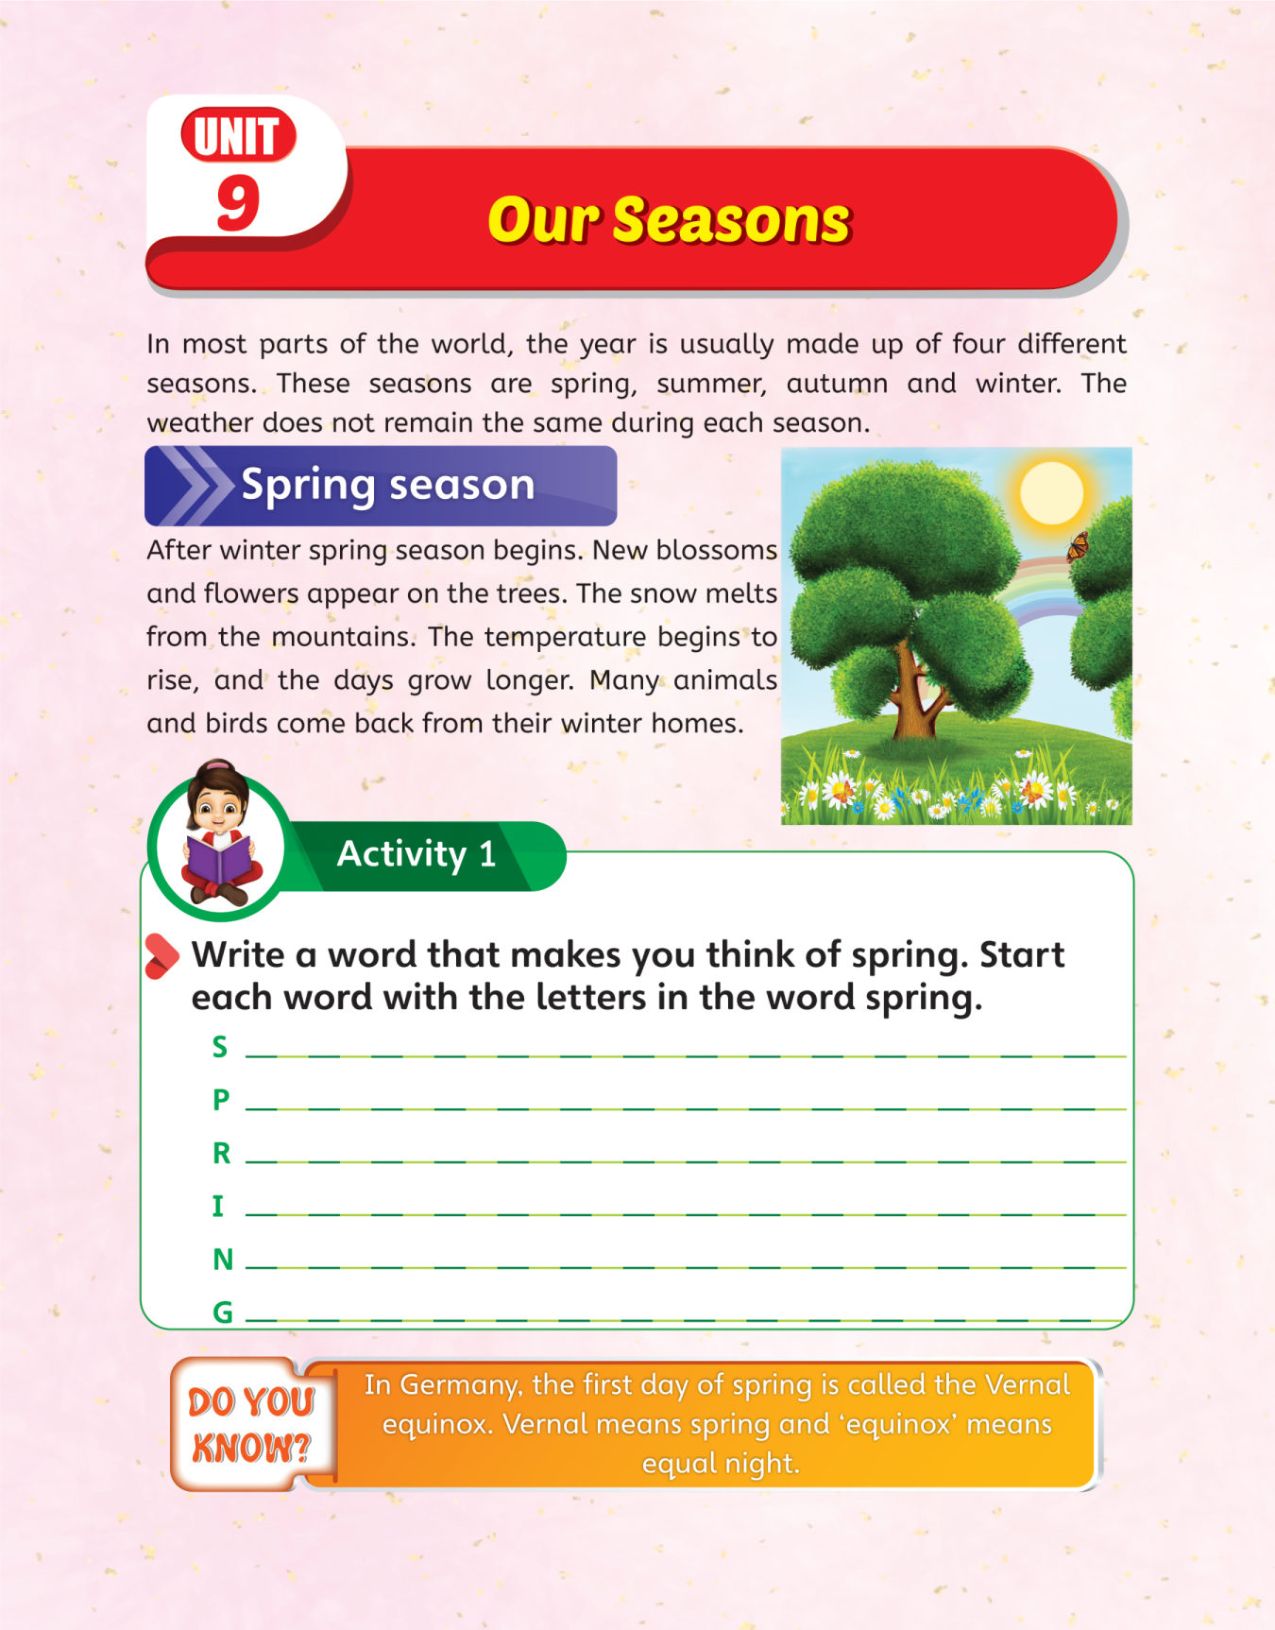 UNIT
9
Our Seasons
In most parts of the world, the year is usually made up of four different
seasons. These seasons are spring, summer, autumn and winter. The
weather does not remain the same during each season.
Spring season
After winter spring season begins. New blossoms
and flowers appear on the trees. The snow melts
from the mountains. The temperature begins to
rise, and the days grow longer. Many animals
and birds come back from their winter homes.
Activity 1
Write a word that makes you think of spring. Start
each word with the letters in the word spring.
S
P
R
I
N
G
DO YOU
KNOW?
In Germany, the first day of spring is called the Vernal
equinox. Vernal means spring and ‘equinox’ means
equal night.